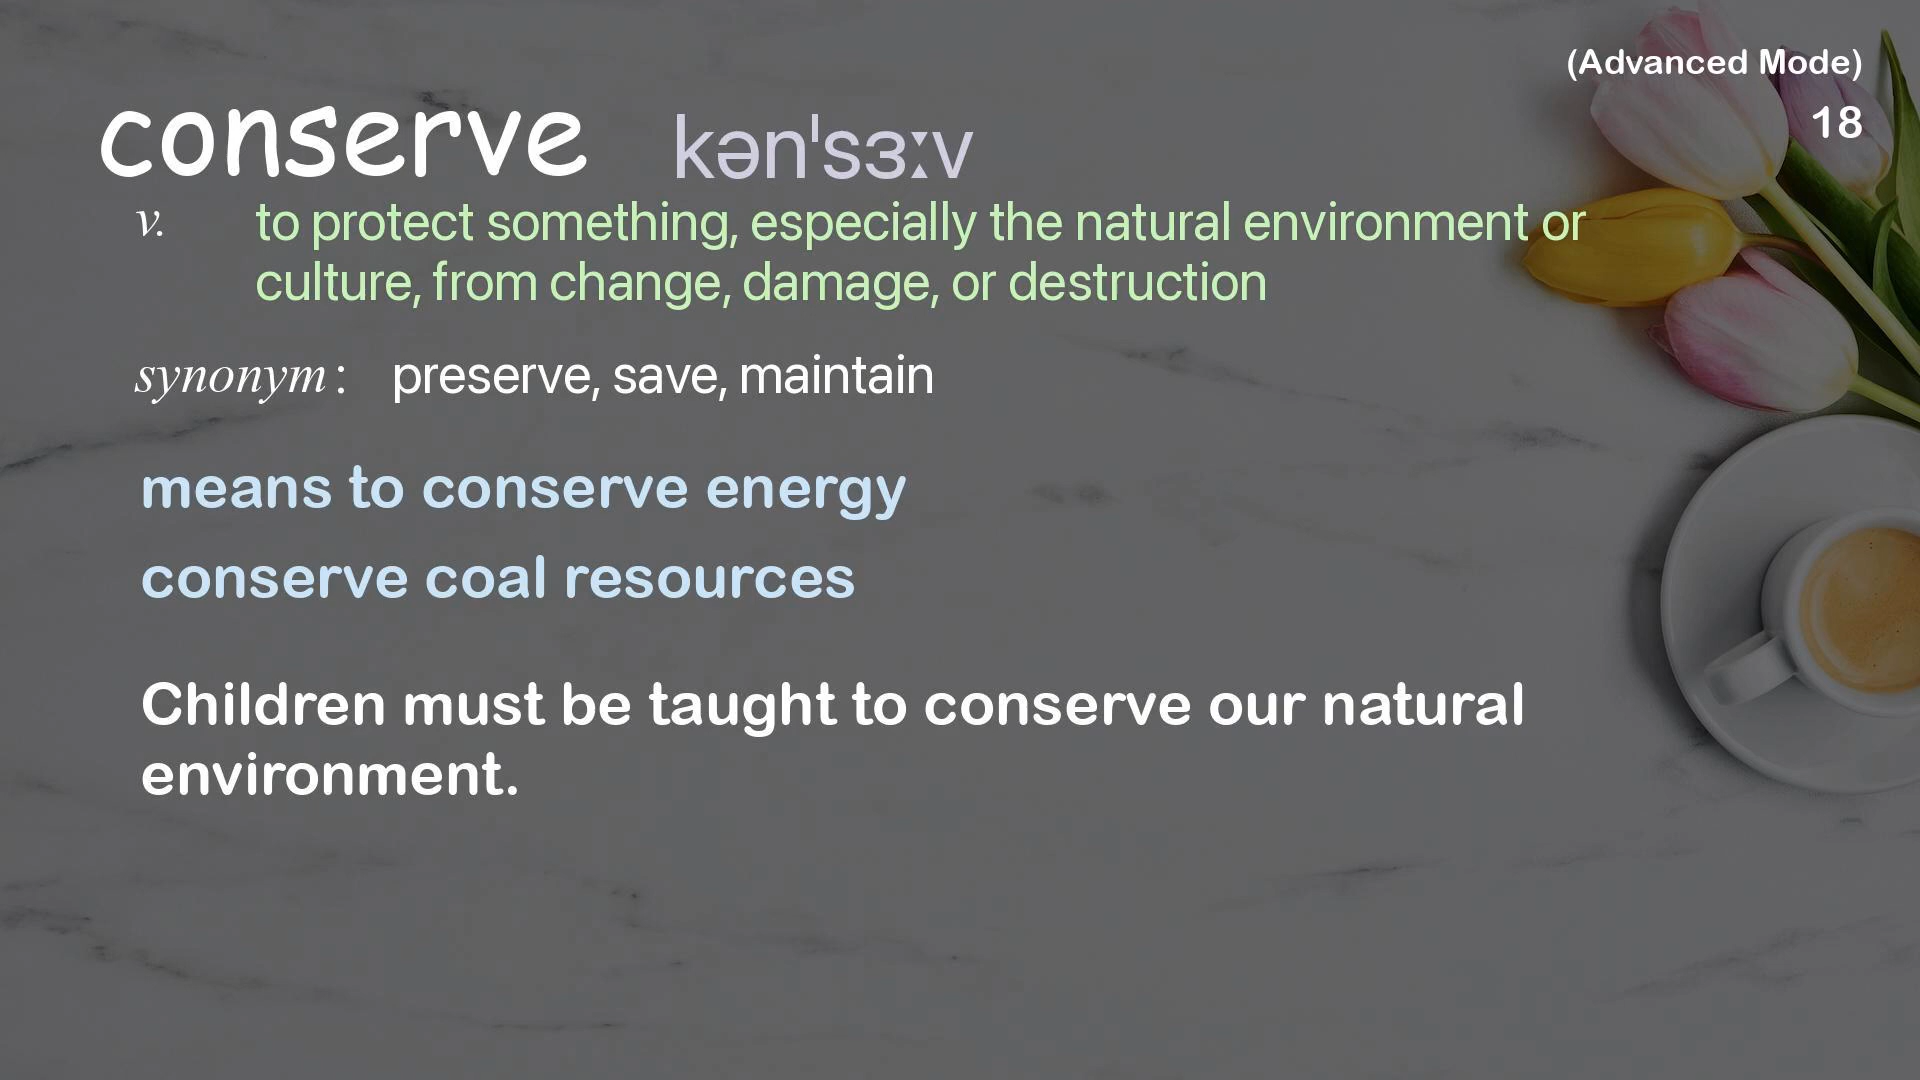 (Advanced Mode)
18
conserve kən'sɜːv
v. to protect something, especially the natural environment or
culture, from change, damage, or destruction
synonym: preserve, save, maintain
means to conserve energy
conserve coal resources
Children must be taught to conserve our natural
environment.